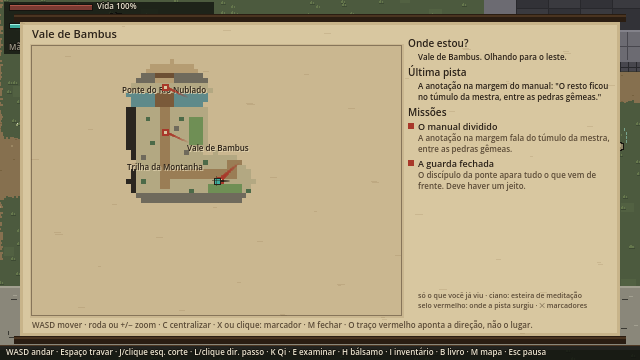 Vida 100%
Vale de Bambus
Onde estou?
Vale de Bambus. Olhando para o leste.
Última pista
A anotação na margem do manual: "O resto ficou
no túmulo da mestra, entre as pedras gêmeas."
Missões
O manual dividido
A anotação na margem fala do túmulo da mestra,
entre as pedras gêmeas.
A guarda fechada
O discípulo da ponte apara tudo o que vem de
frente. Deve haver um jeito.
Ponte do Rio Nublado
Vale de Bambus
Trilha da Montanha
só o que você já viu · ciano: esteira de meditação
selo vermelho: onde a pista surgiu · × marcadores
WASD mover · roda ou +/− zoom · C centralizar · X ou clique: marcador · M fechar · O traço vermelho aponta a direção, não o lugar.
WASD andar · Espaço travar · J/clique esq. corte · L/clique dir. passo · K Qi · E examinar · H bálsamo · I inventário · B livro · M mapa · Esc pausa